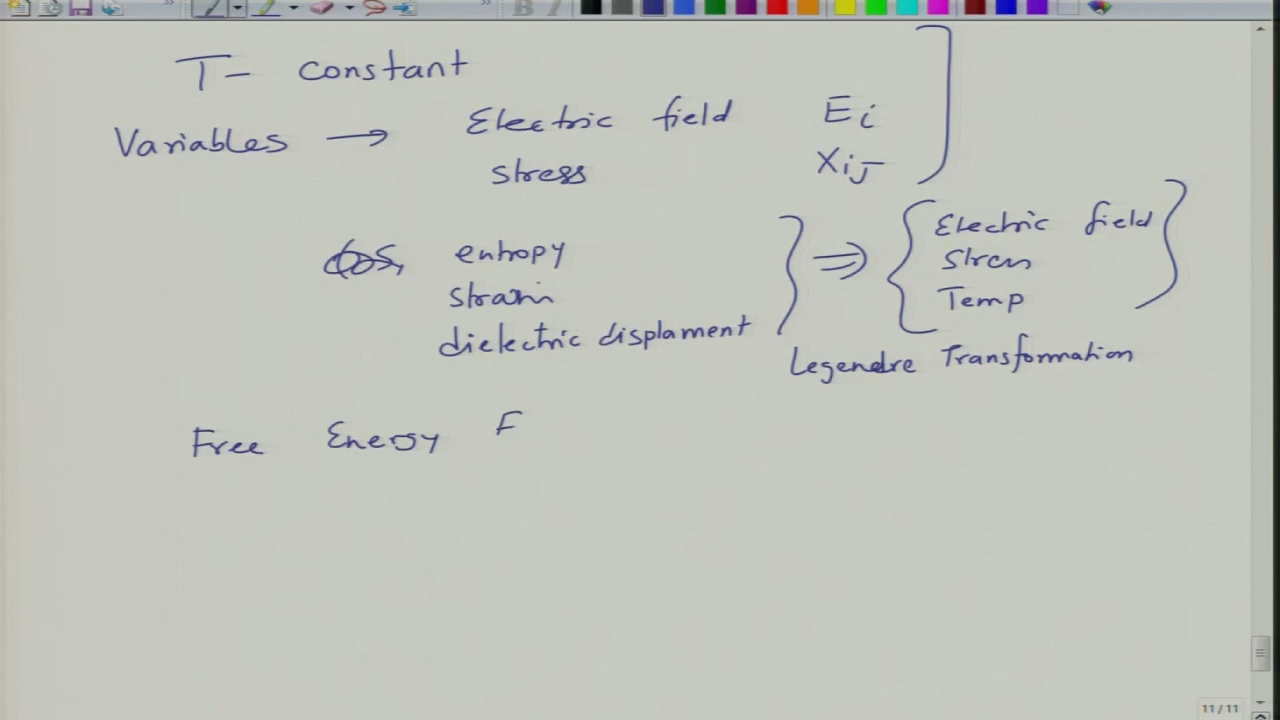 T- constant
Variables → Electric field Ei
stress Xij
entropy
strain
dielectric displament
⇒
Electric field
Stress
Temp
Legendre Transformation
Free Energy F
11/11